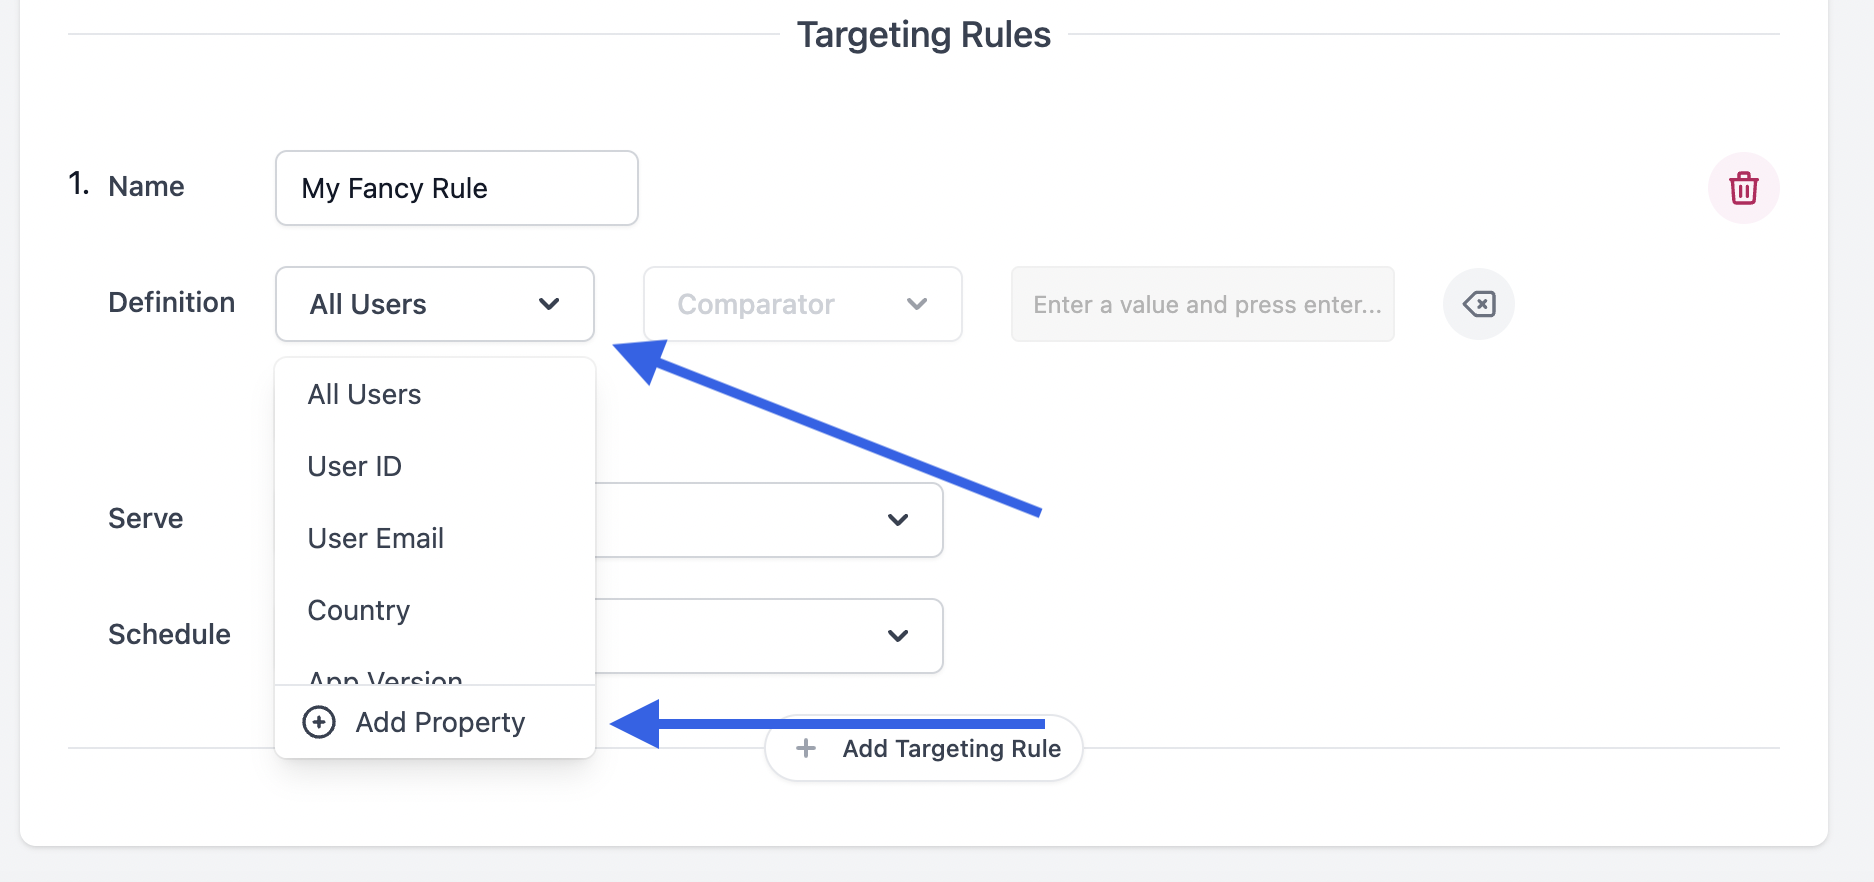 Targeting Rules
1. Name My Fancy Rule
Definition All Users Comparator Enter a value and press enter...
All Users
User ID
User Email
Serve
Country
Schedule
App Version
Add Property
Add Targeting Rule